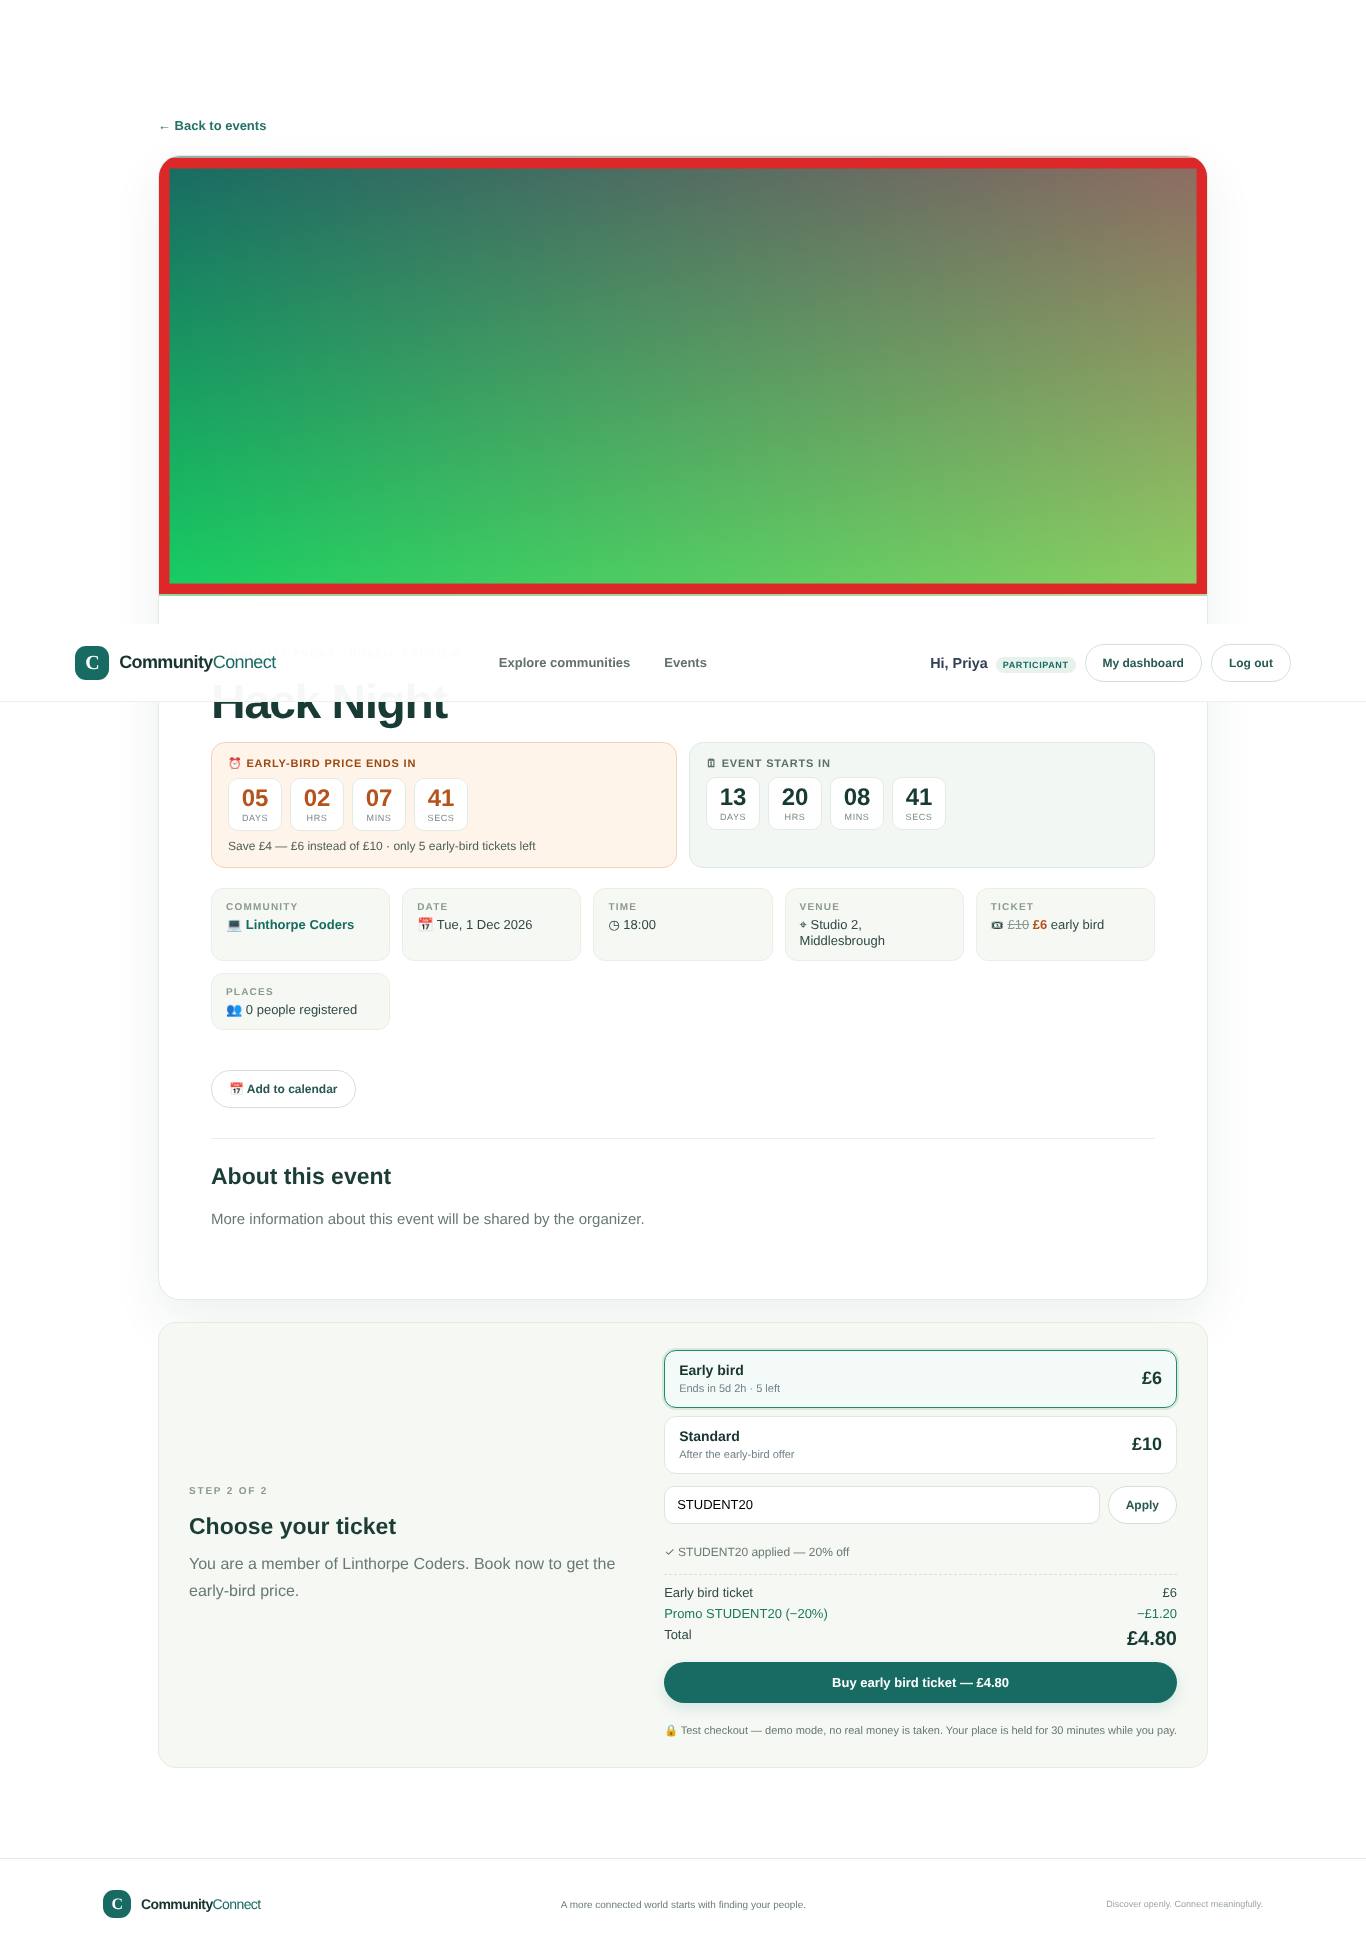 ← Back to events
C CommunityConnect
Explore communities
Events
Hi, Priya
PARTICIPANT
My dashboard
Log out
Hack Night
⏰ EARLY-BIRD PRICE ENDS IN
05 02 07 41
DAYS HRS MINS SECS
Save £4 — £6 instead of £10 · only 5 early-bird tickets left
🗓 EVENT STARTS IN
13 20 08 41
DAYS HRS MINS SECS
COMMUNITY
💻 Linthorpe Coders
DATE
📅 Tue, 1 Dec 2026
TIME
◷ 18:00
VENUE
⌖ Studio 2,
Middlesbrough
TICKET
🎟 £10 £6 early bird
PLACES
👥 0 people registered
📅 Add to calendar
About this event
More information about this event will be shared by the organizer.
STEP 2 OF 2
Choose your ticket
You are a member of Linthorpe Coders. Book now to get the
early-bird price.
Early bird
Ends in 5d 2h · 5 left
£6
Standard
After the early-bird offer
£10
STUDENT20
Apply
✓ STUDENT20 applied — 20% off
Early bird ticket £6
Promo STUDENT20 (−20%) −£1.20
Total £4.80
Buy early bird ticket — £4.80
🔒 Test checkout — demo mode, no real money is taken. Your place is held for 30 minutes while you pay.
C CommunityConnect
A more connected world starts with finding your people.
Discover openly. Connect meaningfully.